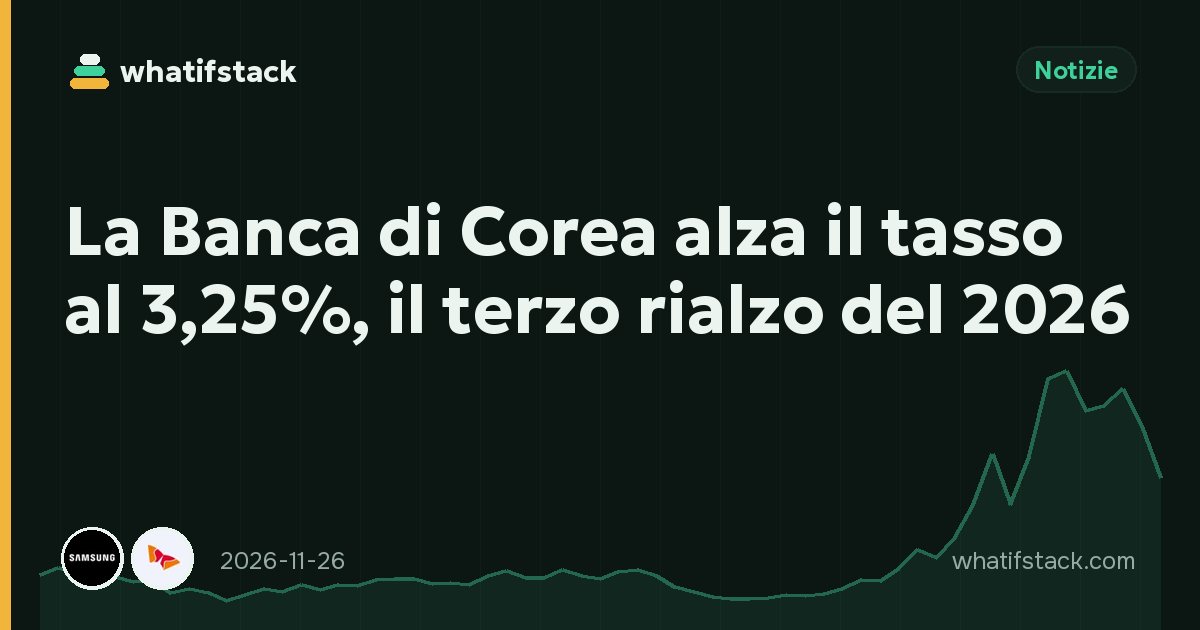 whatifstack
Notizie
La Banca di Corea alza il tasso
al 3,25%, il terzo rialzo del 2026
SAMSUNG
2026-11-26
whatifstack.com